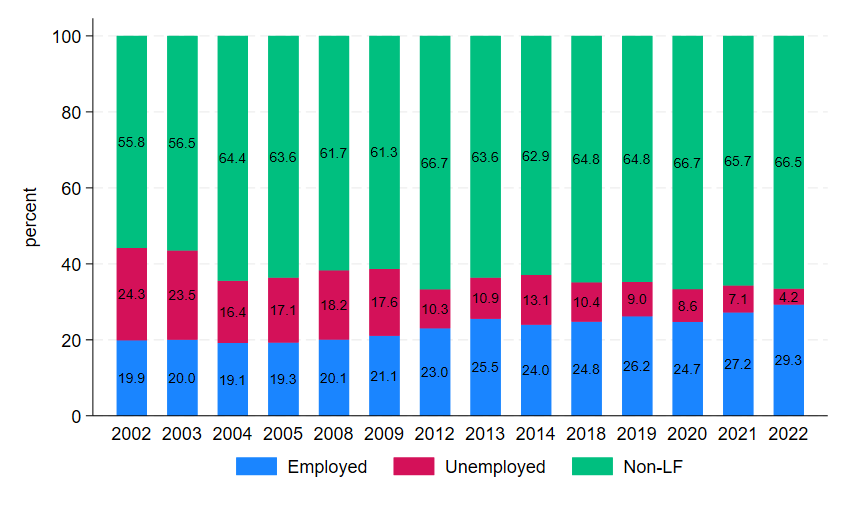 percent
100
80
60
40
20
0
55.8 56.5 64.4 63.6 61.7 61.3 66.7 63.6 62.9 64.8 64.8 66.7 65.7 66.5
24.3 23.5 16.4 17.1 18.2 17.6 10.3 10.9 13.1 10.4 9.0 8.6 7.1 4.2
19.9 20.0 19.1 19.3 20.1 21.1 23.0 25.5 24.0 24.8 26.2 24.7 27.2 29.3
2002 2003 2004 2005 2008 2009 2012 2013 2014 2018 2019 2020 2021 2022
Employed Unemployed Non-LF